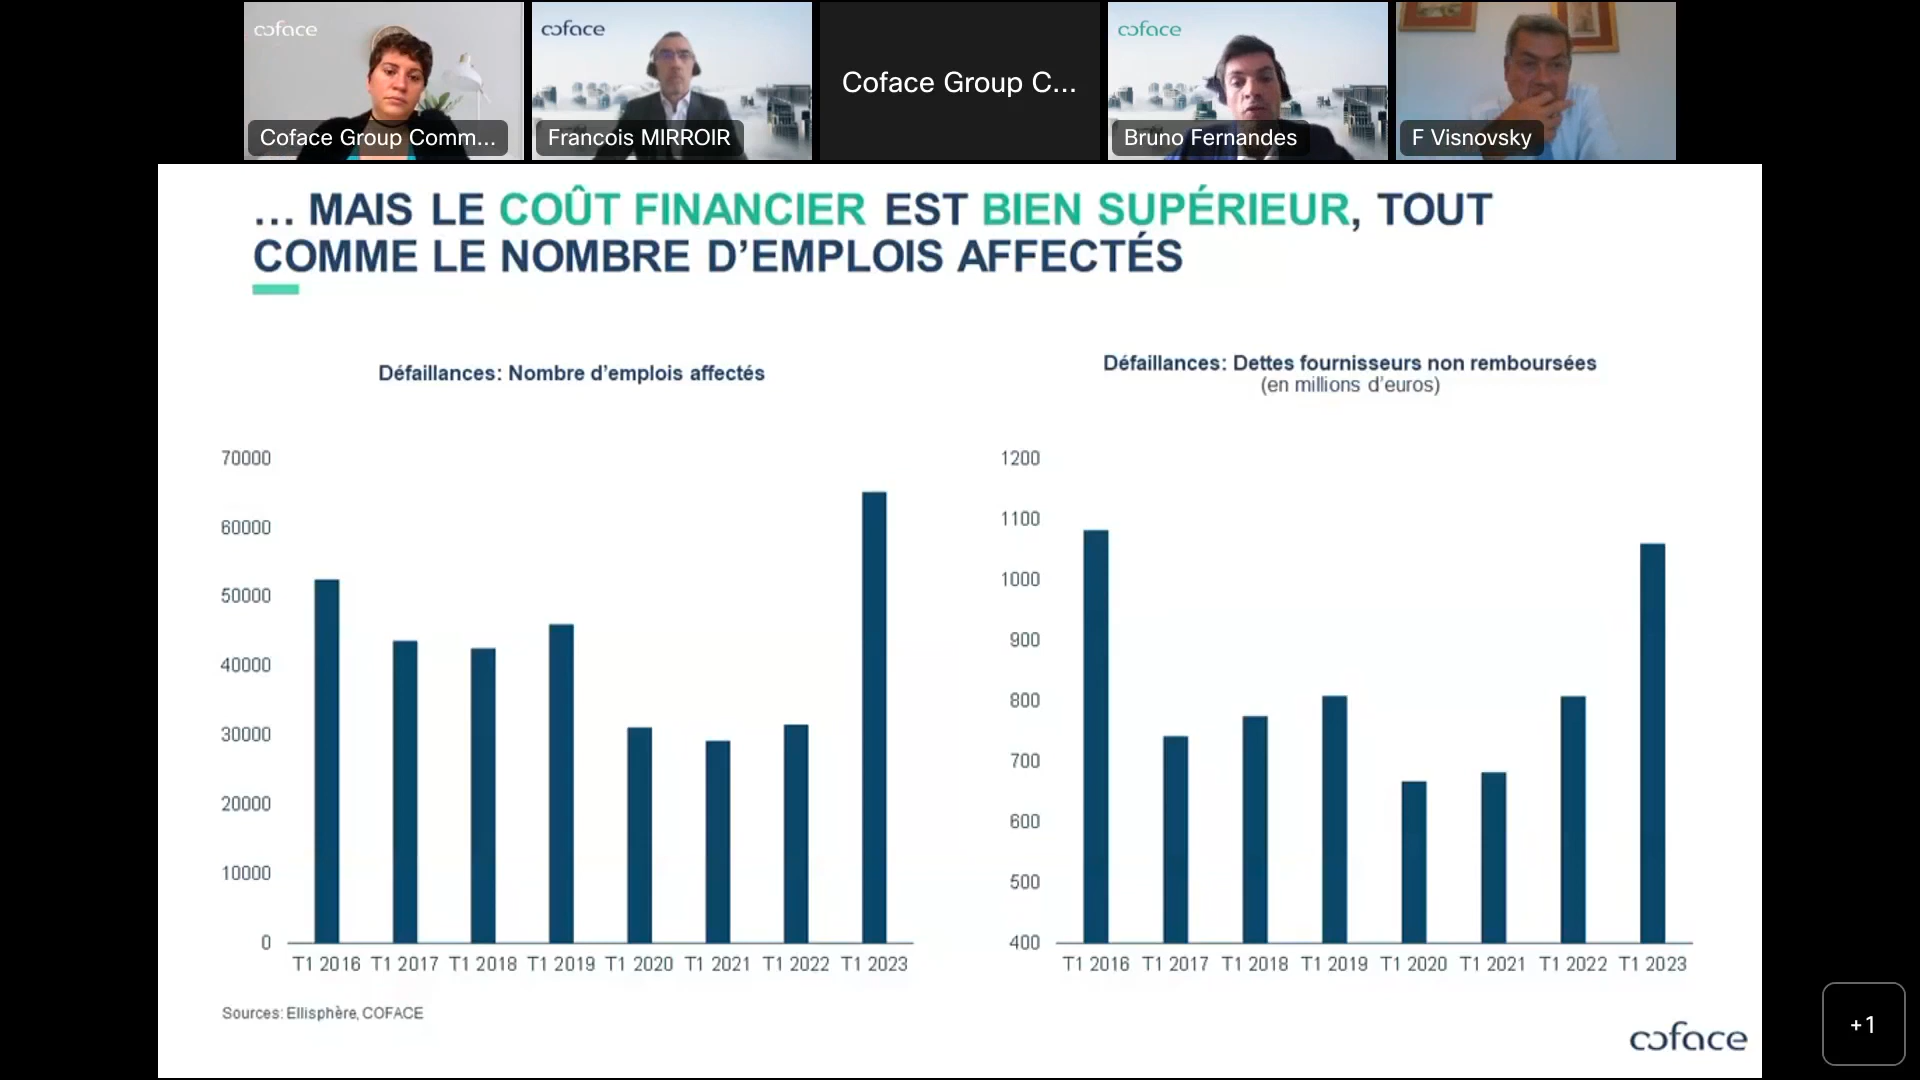 coface
coface
coface
Coface Group C...
Coface Group Comm...
Francois MIRROIR
Bruno Fernandes
F Visnovsky
... MAIS LE COÛT FINANCIER EST BIEN SUPÉRIEUR, TOUT
COMME LE NOMBRE D’EMPLOIS AFFECTÉS
Défaillances: Nombre d’emplois affectés
70000
60000
50000
40000
30000
20000
10000
0
T1 2016 T1 2017 T1 2018 T1 2019 T1 2020 T1 2021 T1 2022 T1 2023
Défaillances: Dettes fournisseurs non remboursées
(en millions d’euros)
1200
1100
1000
900
800
700
600
500
400
T1 2016 T1 2017 T1 2018 T1 2019 T1 2020 T1 2021 T1 2022 T1 2023
Sources: Ellisphère, COFACE
coface
+1